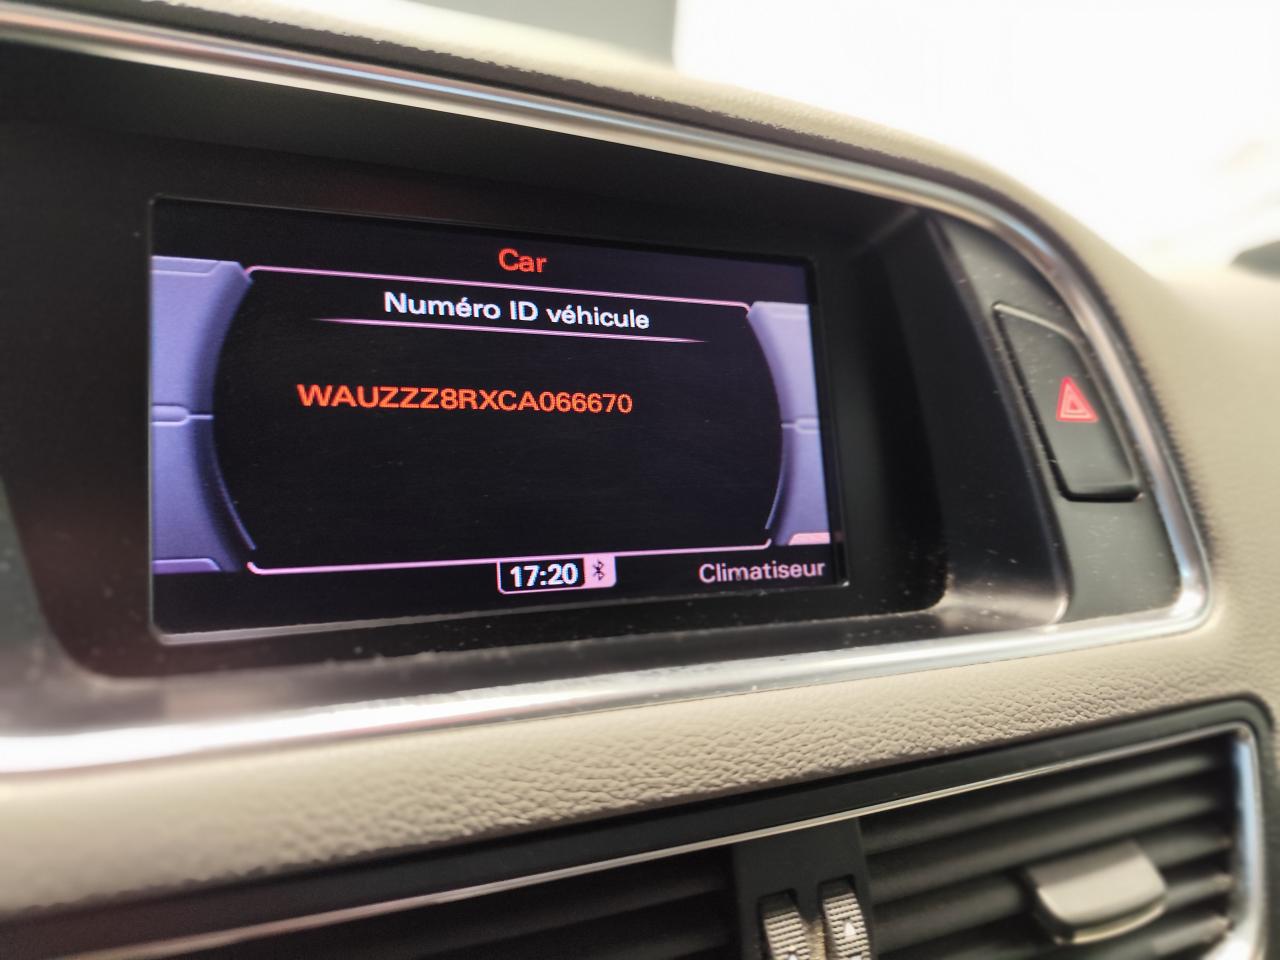 Car
Numéro ID véhicule
WAUZZZ8RXCA066670
17:20
Climatiseur